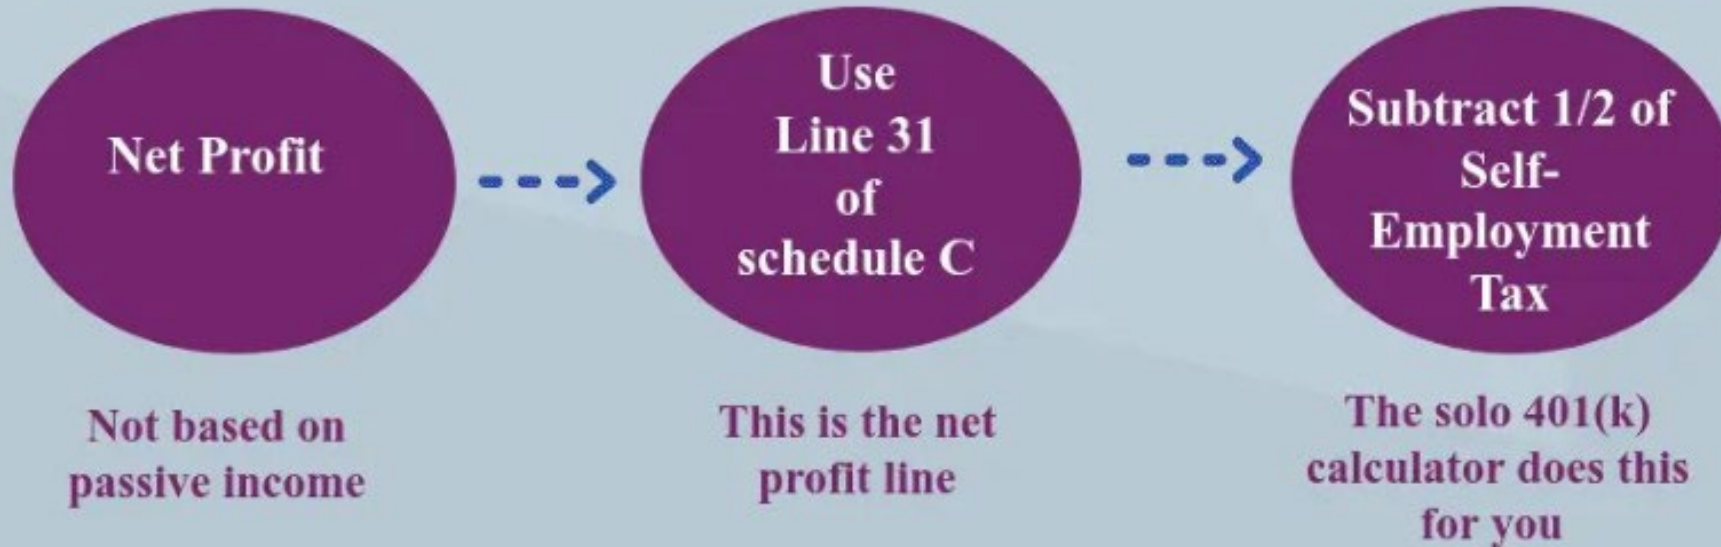 Net Profit
Not based on
passive income
Use
Line 31
of
schedule C
This is the net
profit line
Subtract 1/2 of
Self-
Employment
Tax
The solo 401(k)
calculator does this
for you